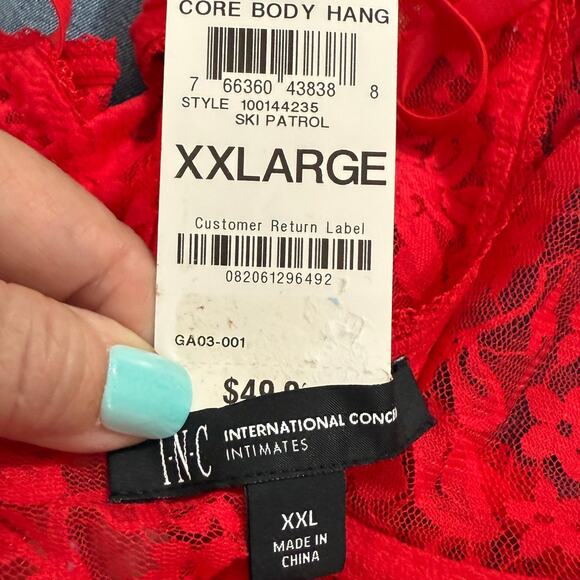 CORE BODY HANG
7 66360 43838 8
STYLE 100144235
SKI PATROL
XXLARGE
Customer Return Label
082061296492
GA03-001
I·N·C INTERNATIONAL
INTIMATES
XXL
MADE IN
CHINA